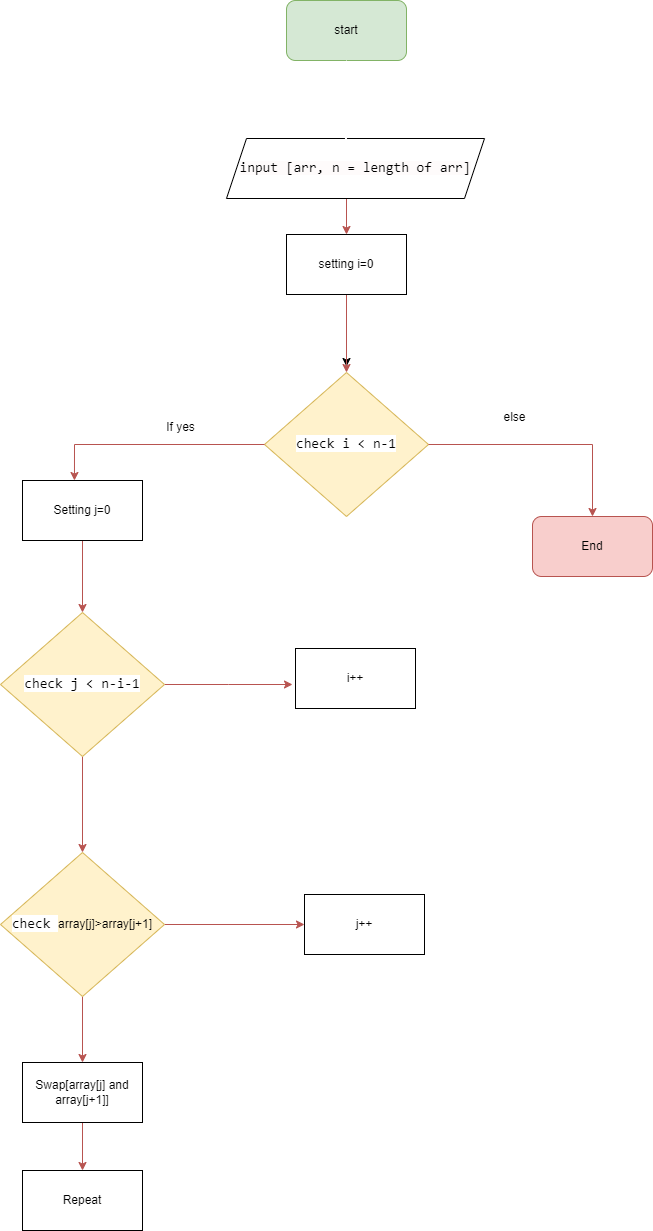 start
input [arr, n = length of arr]
setting i=0
check i < n-1
If yes
else
Setting j=0
End
check j < n-i-1
i++
check array[j]>array[j+1]
j++
Swap[array[j] and
array[j+1]]
Repeat